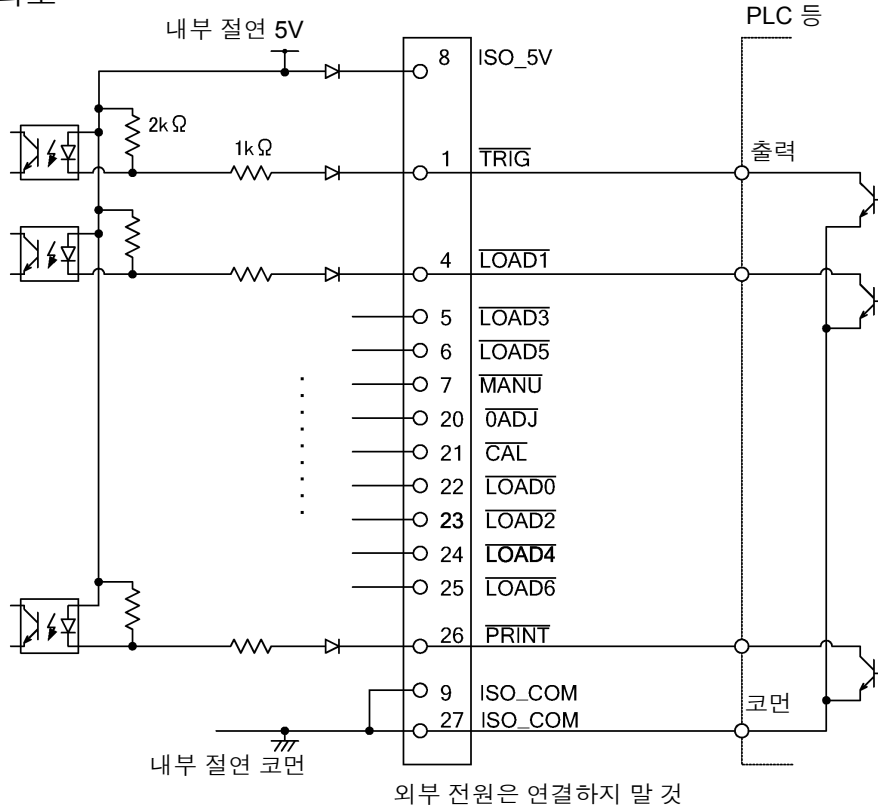 PLC 등
내부 절연 5V
8 ISO_5V
2kΩ
1kΩ
1 TRIG
출력
4 LOAD1
5 LOAD3
6 LOAD5
7 MANU
20 0ADJ
21 CAL
22 LOAD0
23 LOAD2
24 LOAD4
25 LOAD6
26 PRINT
9 ISO_COM
코먼
27 ISO_COM
내부 절연 코먼
외부 전원은 연결하지 말 것